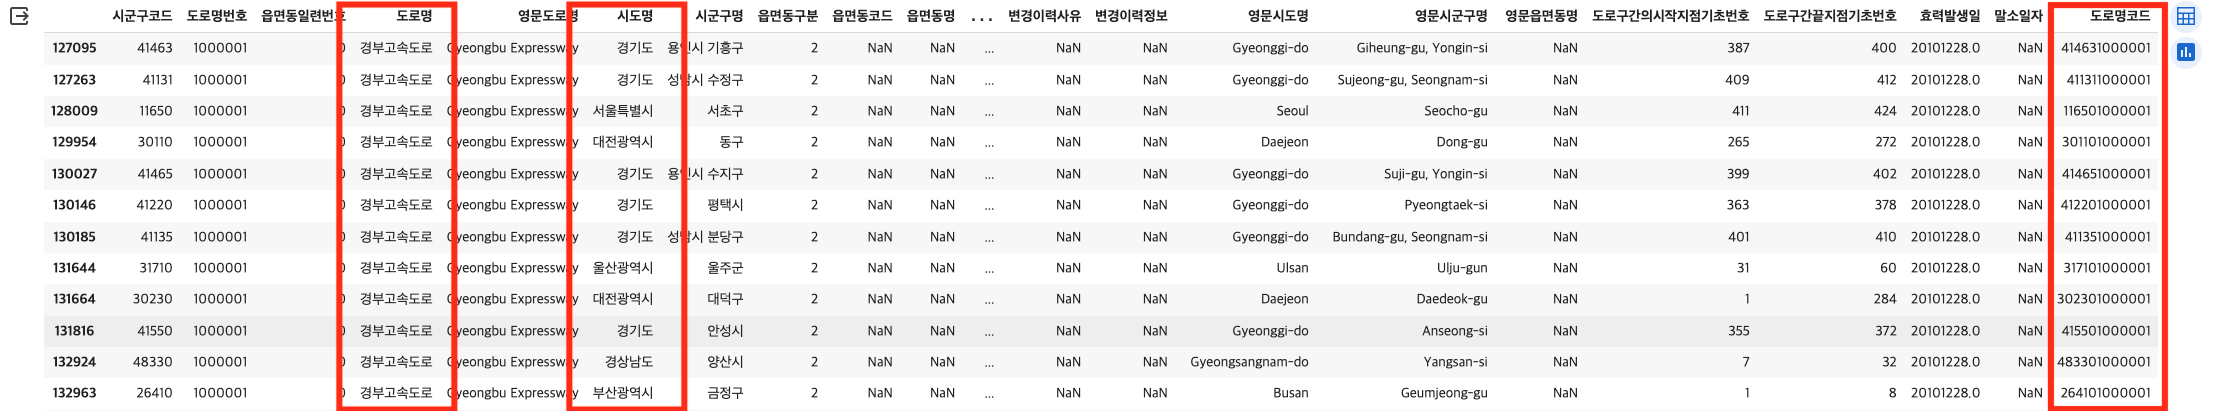 시군구코드 도로명번호 읍면동일련번호 도로명 영문도로명 시도명 시군구명 읍면동구분 읍면동코드 읍면동명 ... 변경이력사유 변경이력정보 영문시도명 영문시군구명 영문읍면동명 도로구간의시작지점기초번호 도로구간끝지점기초번호 효력발생일 말소일자 도로명코드
127095 41463 1000001 0 경부고속도로 Gyeongbu Expressway 경기도 용인시 기흥구 2 NaN NaN ... NaN NaN Gyeonggi-do Giheung-gu, Yongin-si NaN 387 400 20101228.0 NaN 414631000001
127263 41131 1000001 0 경부고속도로 Gyeongbu Expressway 경기도 성남시 수정구 2 NaN NaN ... NaN NaN Gyeonggi-do Sujeong-gu, Seongnam-si NaN 409 412 20101228.0 NaN 411311000001
128009 11650 1000001 0 경부고속도로 Gyeongbu Expressway 서울특별시 서초구 2 NaN NaN ... NaN NaN Seoul Seocho-gu NaN 411 424 20101228.0 NaN 116501000001
129954 30110 1000001 0 경부고속도로 Gyeongbu Expressway 대전광역시 동구 2 NaN NaN ... NaN NaN Daejeon Dong-gu NaN 265 272 20101228.0 NaN 301101000001
130027 41465 1000001 0 경부고속도로 Gyeongbu Expressway 경기도 용인시 수지구 2 NaN NaN ... NaN NaN Gyeonggi-do Suji-gu, Yongin-si NaN 399 402 20101228.0 NaN 414651000001
130146 41220 1000001 0 경부고속도로 Gyeongbu Expressway 경기도 평택시 2 NaN NaN ... NaN NaN Gyeonggi-do Pyeongtaek-si NaN 363 378 20101228.0 NaN 412201000001
130185 41135 1000001 0 경부고속도로 Gyeongbu Expressway 경기도 성남시 분당구 2 NaN NaN ... NaN NaN Gyeonggi-do Bundang-gu, Seongnam-si NaN 401 410 20101228.0 NaN 411351000001
131644 31710 1000001 0 경부고속도로 Gyeongbu Expressway 울산광역시 울주군 2 NaN NaN ... NaN NaN Ulsan Ulju-gun NaN 31 60 20101228.0 NaN 317101000001
131664 30230 1000001 0 경부고속도로 Gyeongbu Expressway 대전광역시 대덕구 2 NaN NaN ... NaN NaN Daejeon Daedeok-gu NaN 1 284 20101228.0 NaN 302301000001
131816 41550 1000001 0 경부고속도로 Gyeongbu Expressway 경기도 안성시 2 NaN NaN ... NaN NaN Gyeonggi-do Anseong-si NaN 355 372 20101228.0 NaN 415501000001
132924 48330 1000001 0 경부고속도로 Gyeongbu Expressway 경상남도 양산시 2 NaN NaN ... NaN NaN Gyeongsangnam-do Yangsan-si NaN 7 32 20101228.0 NaN 483301000001
132963 26410 1000001 0 경부고속도로 Gyeongbu Expressway 부산광역시 금정구 2 NaN NaN ... NaN NaN Busan Geumjeong-gu NaN 1 8 20101228.0 NaN 264101000001